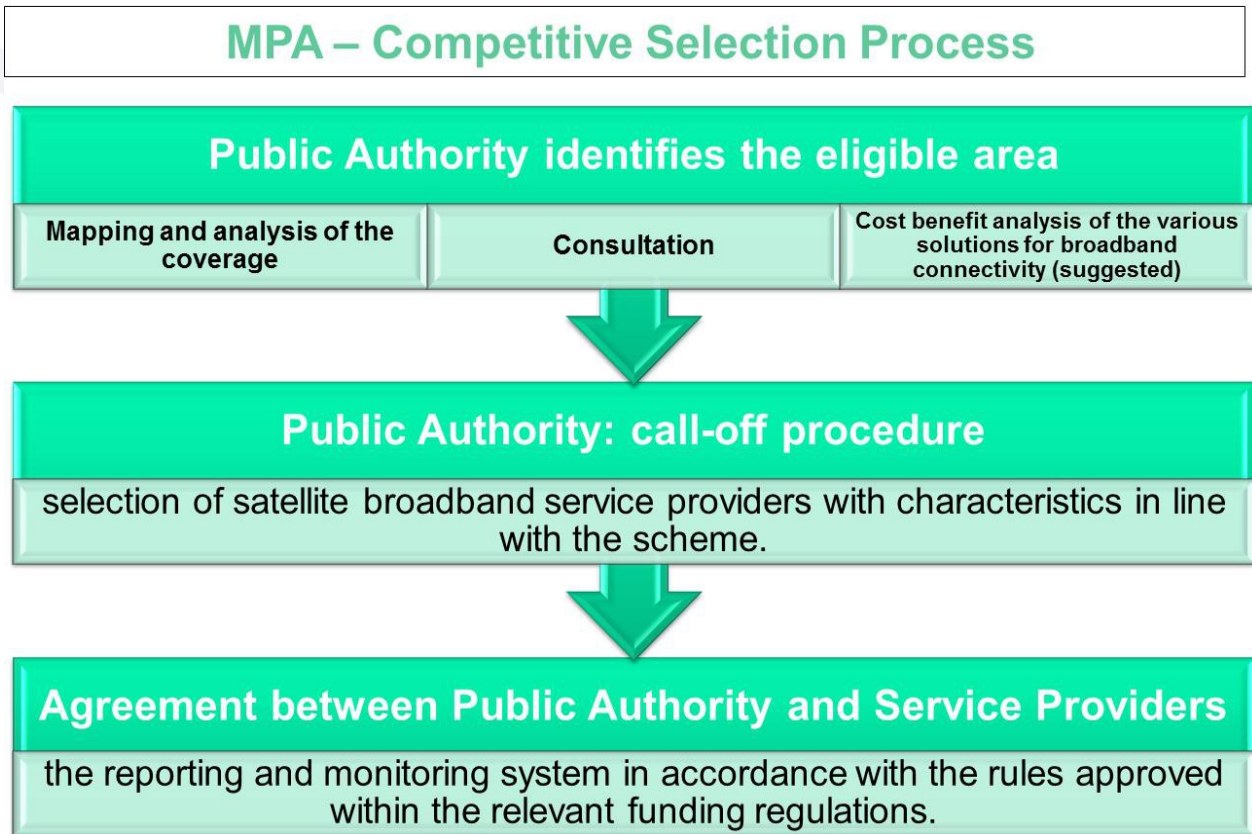 MPA – Competitive Selection Process
Public Authority identifies the eligible area
Mapping and analysis of the
coverage
Consultation
Cost benefit analysis of the various
solutions for broadband
connectivity (suggested)
Public Authority: call-off procedure
selection of satellite broadband service providers with characteristics in line
with the scheme.
Agreement between Public Authority and Service Providers
the reporting and monitoring system in accordance with the rules approved
within the relevant funding regulations.